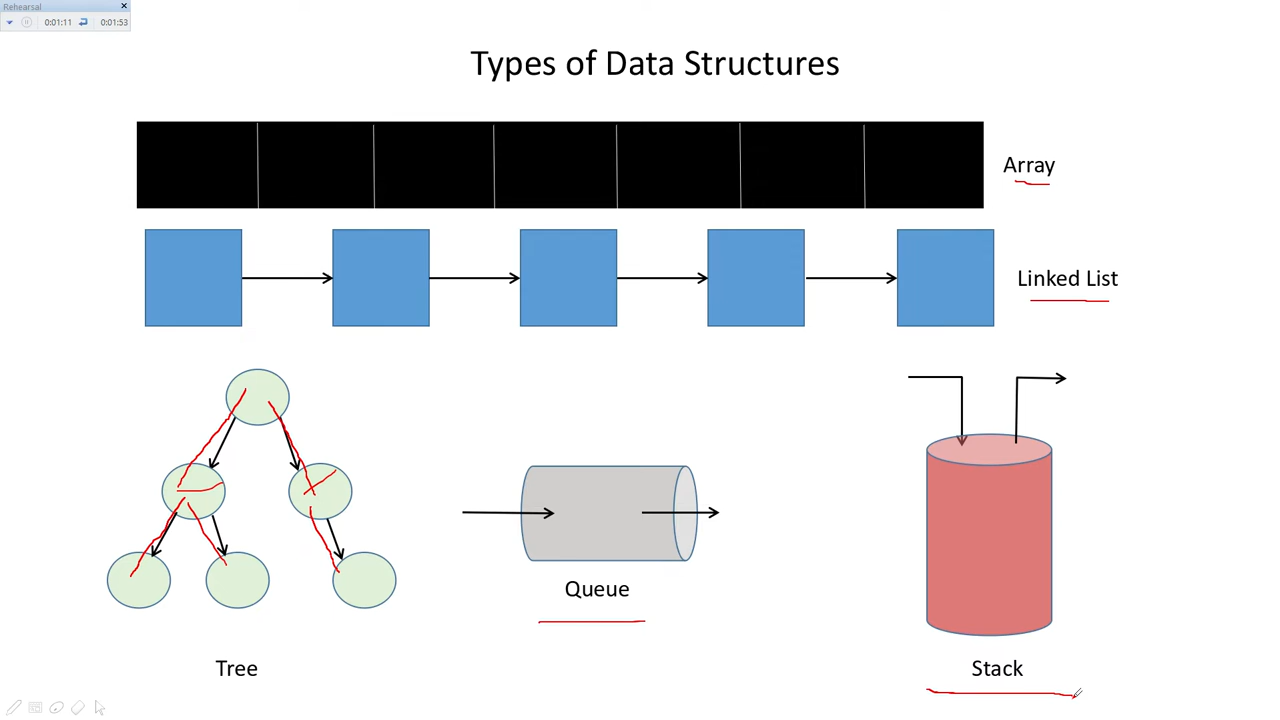 Rehearsal
0:01:11 0:01:53
Types of Data Structures
Array
Linked List
Queue
Tree
Stack